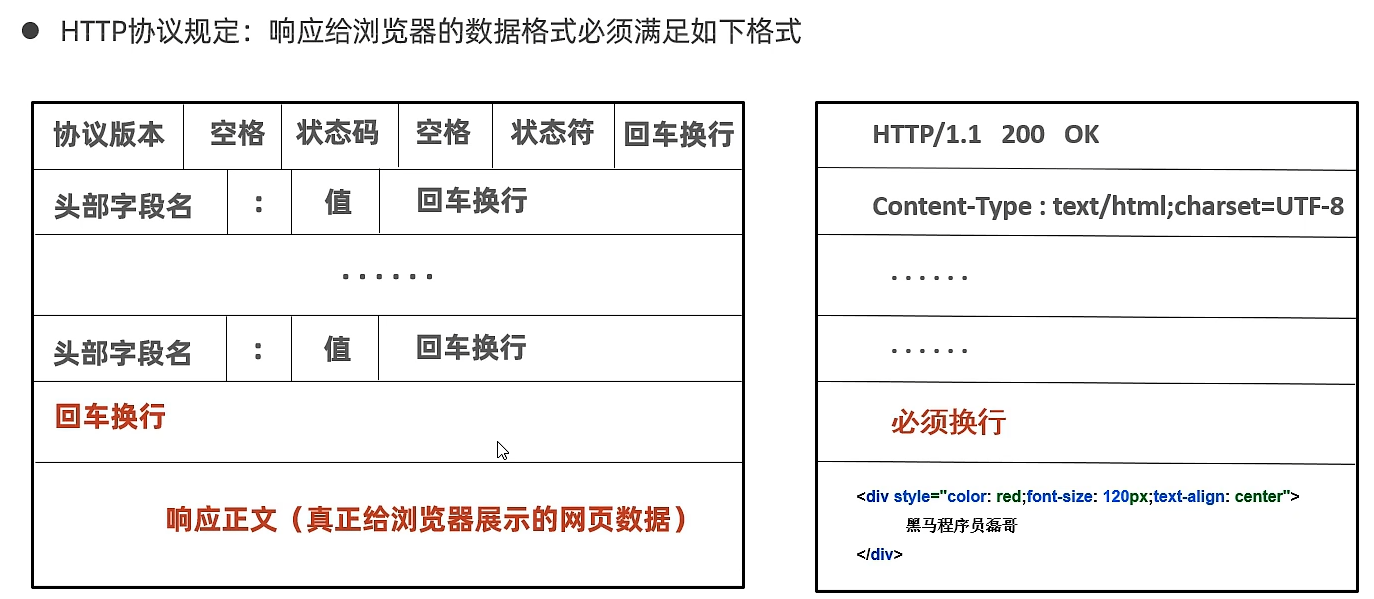 ● HTTP协议规定：响应给浏览器的数据格式必须满足如下格式
协议版本 空格 状态码 空格 状态符 回车换行
头部字段名 : 值 回车换行
······
头部字段名 : 值 回车换行
回车换行
响应正文（真正给浏览器展示的网页数据）
HTTP/1.1 200 OK
Content-Type : text/html;charset=UTF-8
······
······
必须换行
<div style="color: red;font-size: 120px;text-align: center">
黑马程序员磊哥
</div>